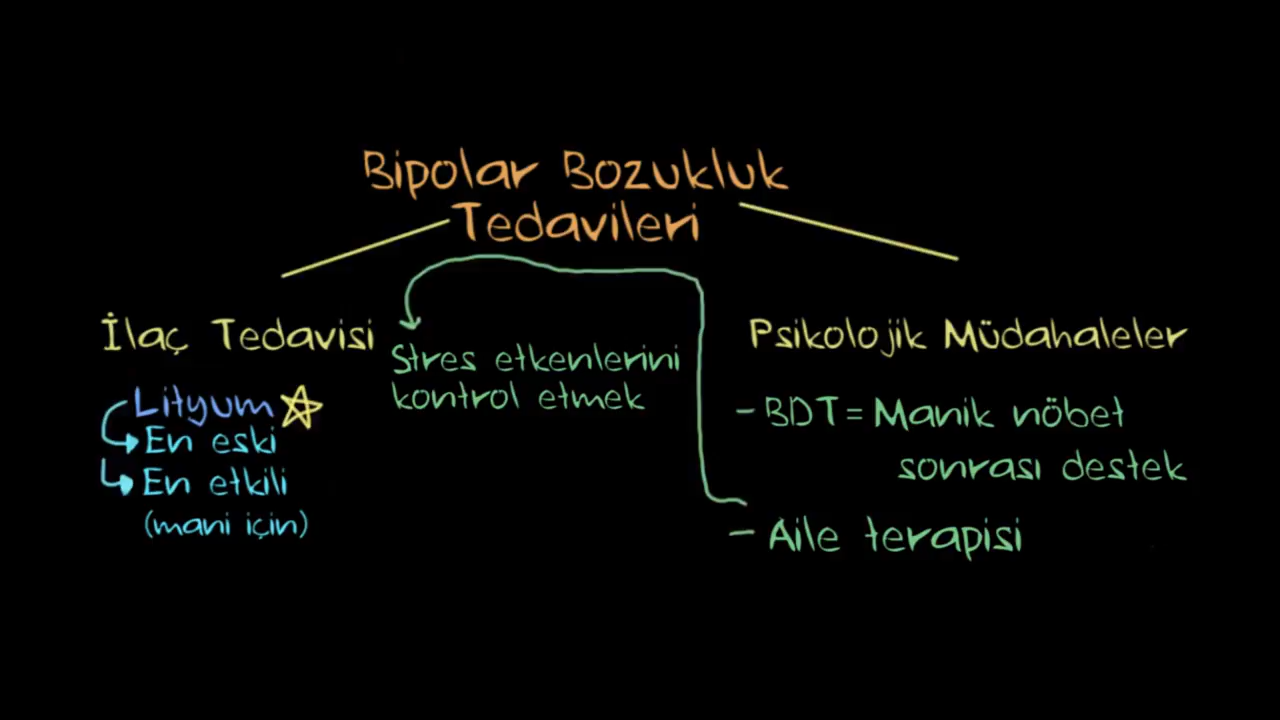 Bipolar Bozukluk
Tedavileri
İlaç Tedavisi
Lityum
En eski
En etkili
(mani için)
Stres etkenlerini
kontrol etmek
Psikolojik Müdahaleler
- BDT = Manik nöbet
sonrası destek
- Aile terapisi